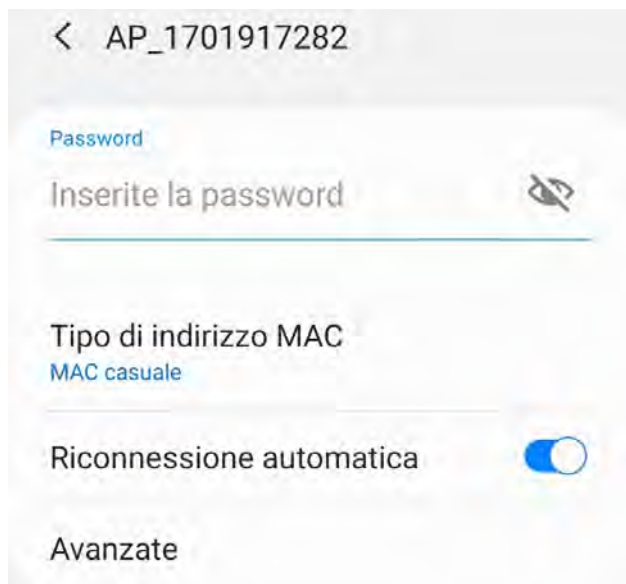 AP_1701917282
Password
Inserite la password
Tipo di indirizzo MAC
MAC casuale
Riconnessione automatica
Avanzate